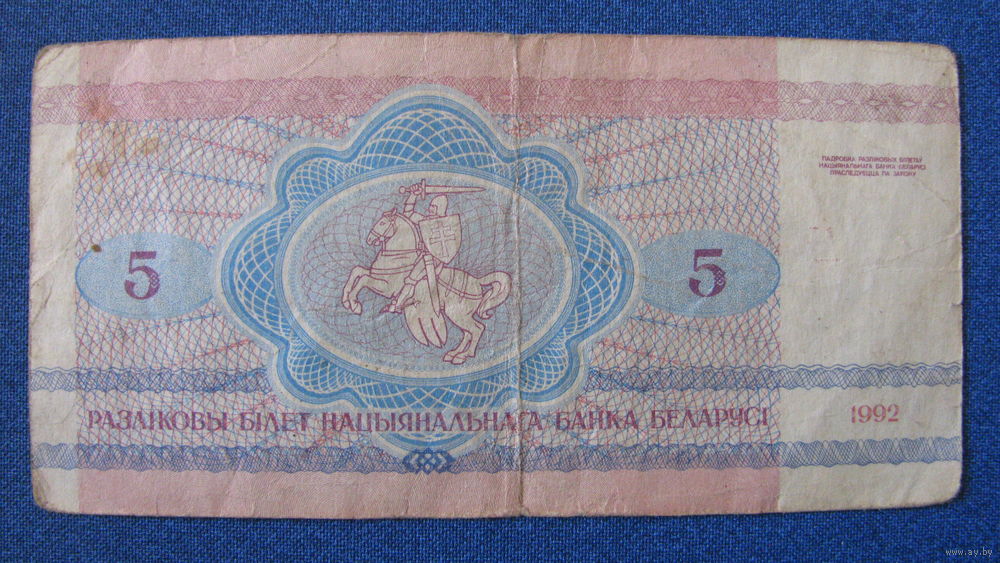 ПАДРОБКА РАЗЛІКОВЫХ БІЛЕТАЎ
НАЦЫЯНАЛЬНАГА БАНКА БЕЛАРУСІ
ПРАСЛЕДУЕЦЦА ПА ЗАКОНУ
5 5
РАЗЛІКОВЫ БІЛЕТ НАЦЫЯНАЛЬНАГА БАНКА БЕЛАРУСІ 1992
www.ay.by